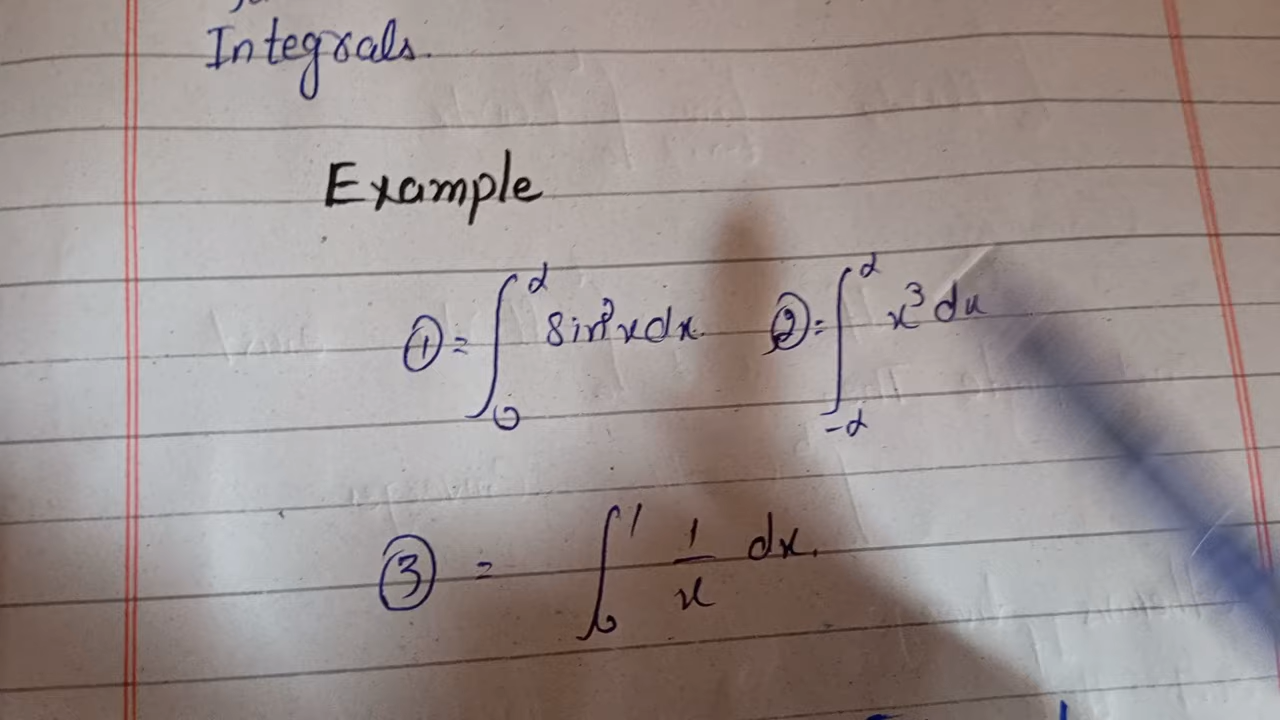 Integrals.
Example
① = ∫₀^α sin²x dx. ② = ∫₋α^α x³ dx
③ = ∫₀¹ 1/x dx.